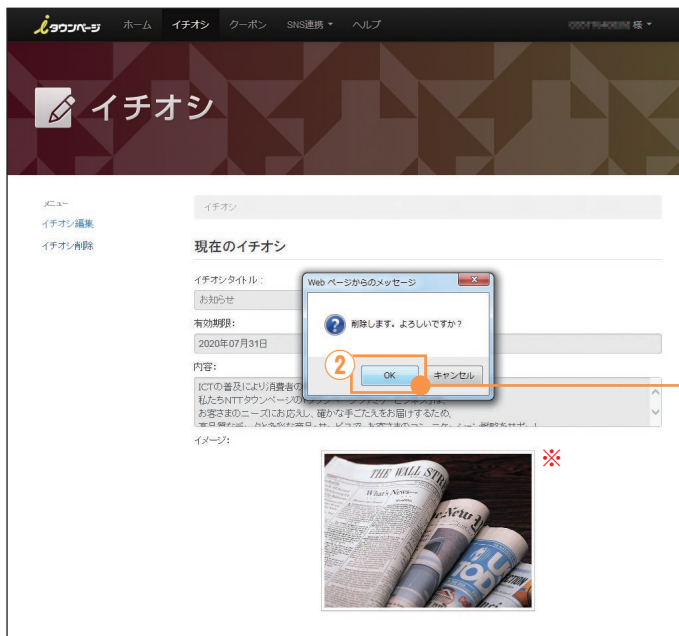 iタウンページ ホーム イチオシ クーポン SNS連携 ヘルプ 様
イチオシ
メニュー
イチオシ編集
イチオシ削除
イチオシ
現在のイチオシ
イチオシタイトル:
お知らせ
有効期限:
2020年07月31日
内容:
ICTの普及により消費者の
私たちNTTタウンページの
お客さまのニーズにお応えし、確かな手ごたえをお届けするため、
イメージ:
Web ページからのメッセージ
削除します。よろしいですか?
②
OK キャンセル
※
THE WALL STR
What's News
New
TOD